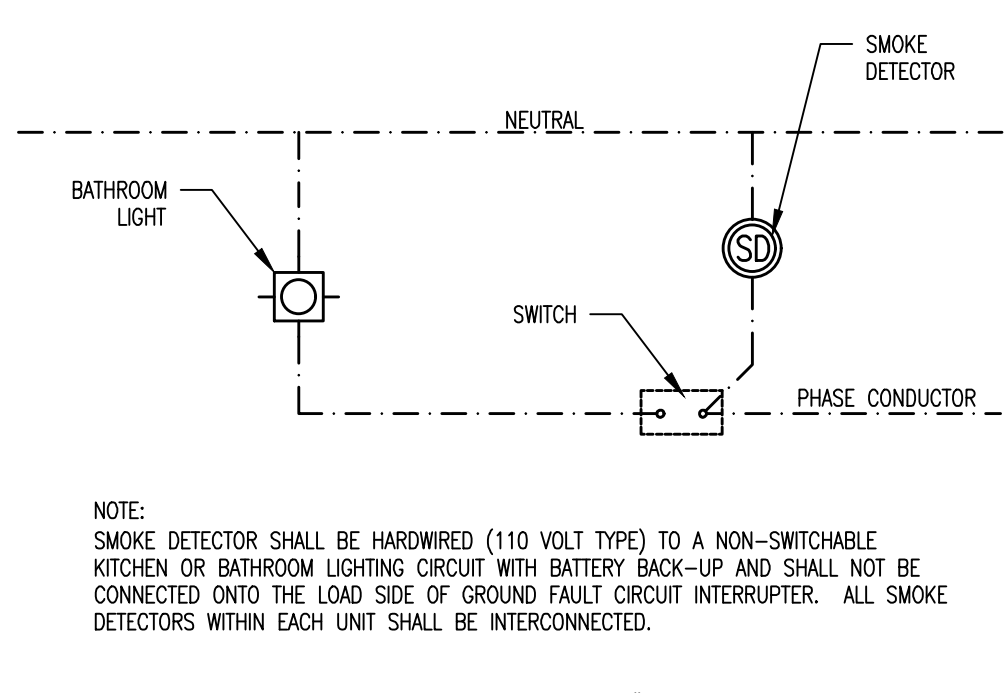 SMOKE
DETECTOR
NEUTRAL
BATHROOM
LIGHT
SD
SWITCH
PHASE CONDUCTOR
NOTE:
SMOKE DETECTOR SHALL BE HARDWIRED (110 VOLT TYPE) TO A NON-SWITCHABLE
KITCHEN OR BATHROOM LIGHTING CIRCUIT WITH BATTERY BACK-UP AND SHALL NOT BE
CONNECTED ONTO THE LOAD SIDE OF GROUND FAULT CIRCUIT INTERRUPTER. ALL SMOKE
DETECTORS WITHIN EACH UNIT SHALL BE INTERCONNECTED.